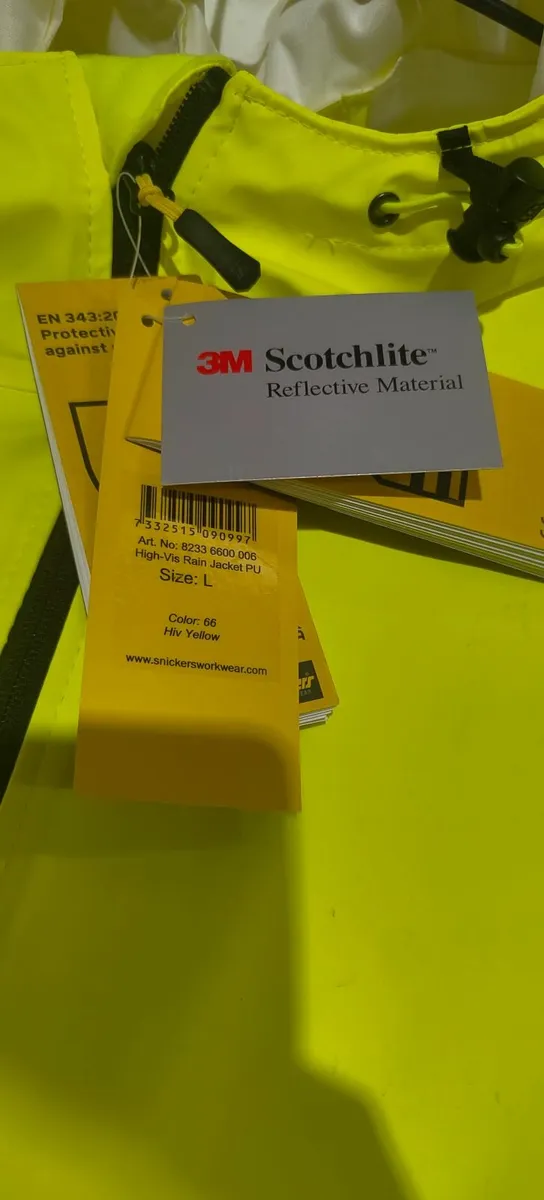 EN 343:20
Protectiv
against
3M Scotchlite™
Reflective Material
7 332515 090997
Art. No: 8233 6600 006
High-Vis Rain Jacket PU
Size: L
Color: 66
Hiv Yellow
www.snickersworkwear.com